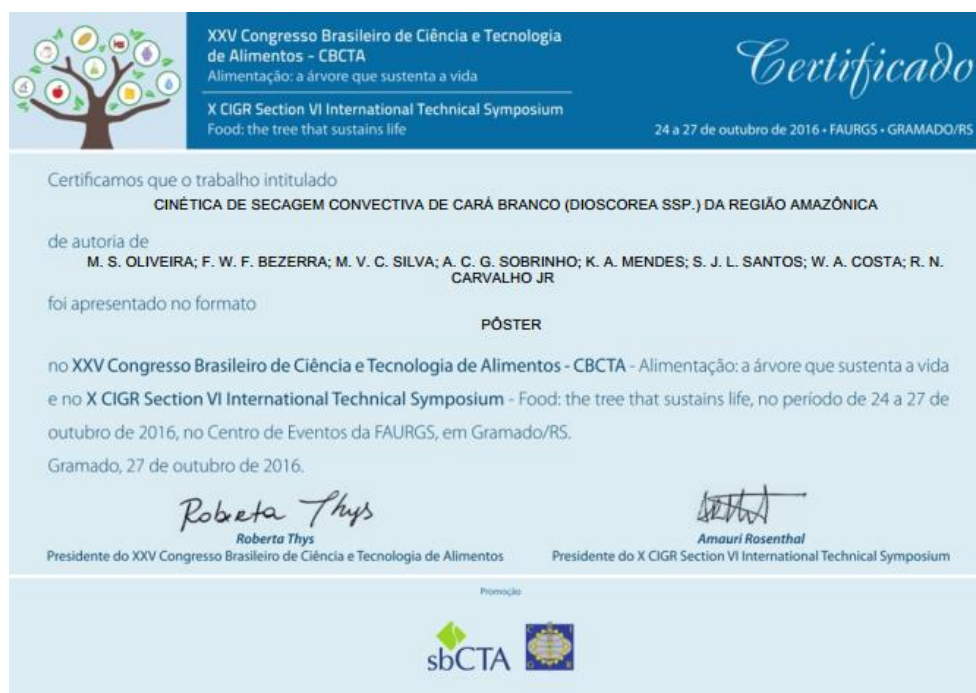 XXV Congresso Brasileiro de Ciência e Tecnologia
de Alimentos - CBCTA
Alimentação: a árvore que sustenta a vida
X CIGR Section VI International Technical Symposium
Food: the tree that sustains life
Certificado
24 a 27 de outubro de 2016 • FAURGS • GRAMADO/RS
Certificamos que o trabalho intitulado
CINÉTICA DE SECAGEM CONVECTIVA DE CARÁ BRANCO (DIOSCOREA SSP.) DA REGIÃO AMAZÔNICA
de autoria de
M. S. OLIVEIRA; F. W. F. BEZERRA; M. V. C. SILVA; A. C. G. SOBRINHO; K. A. MENDES; S. J. L. SANTOS; W. A. COSTA; R. N.
CARVALHO JR
foi apresentado no formato
PÔSTER
no XXV Congresso Brasileiro de Ciência e Tecnologia de Alimentos - CBCTA - Alimentação: a árvore que sustenta a vida
e no X CIGR Section VI International Technical Symposium - Food: the tree that sustains life, no período de 24 a 27 de
outubro de 2016, no Centro de Eventos da FAURGS, em Gramado/RS.
Gramado, 27 de outubro de 2016.
Roberta Thys
Roberta Thys
Presidente do XXV Congresso Brasileiro de Ciência e Tecnologia de Alimentos
Amauri Rosenthal
Presidente do X CIGR Section VI International Technical Symposium
Promoção
sbCTA